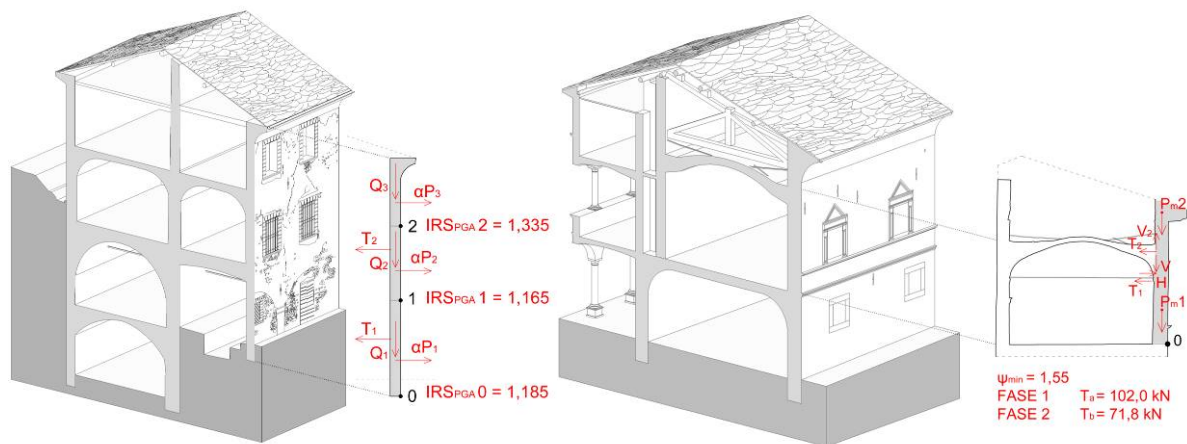 Q3
αP3
2
IRSPGA 2 = 1,335
T2
Q2
αP2
1
IRSPGA 1 = 1,165
T1
Q1
αP1
0
IRSPGA 0 = 1,185
Pm2
V2
T2
V
H
T1
Pm1
0
ψmin = 1,55
FASE 1 Ta = 102,0 kN
FASE 2 Tb = 71,8 kN